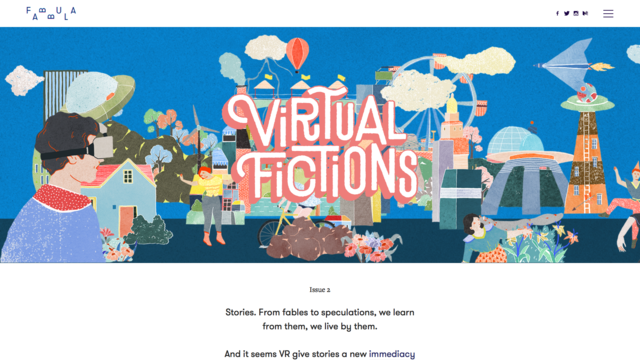 FABBULA
VIRTUAL
FICTIONS
Issue 2
Stories. From fables to speculations, we learn
from them, we live by them.
And it seems VR give stories a new immediacy